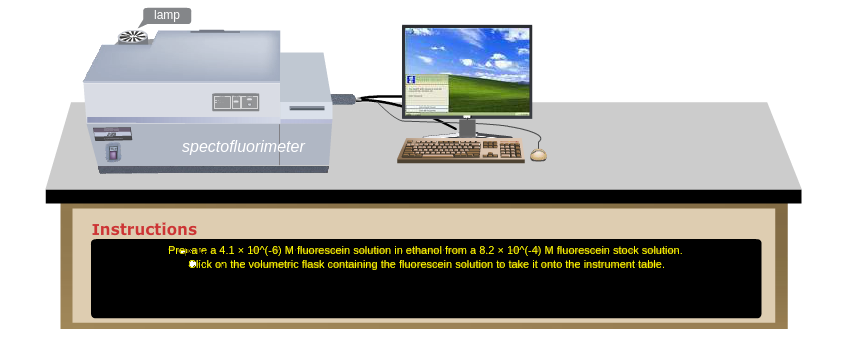 lamp
spectofluorimeter
Instructions
Prepare a 4.1 × 10^(-6) M fluorescein solution in ethanol from a 8.2 × 10^(-4) M fluorescein stock solution.
Click on the volumetric flask containing the fluorescein solution to take it onto the instrument table.